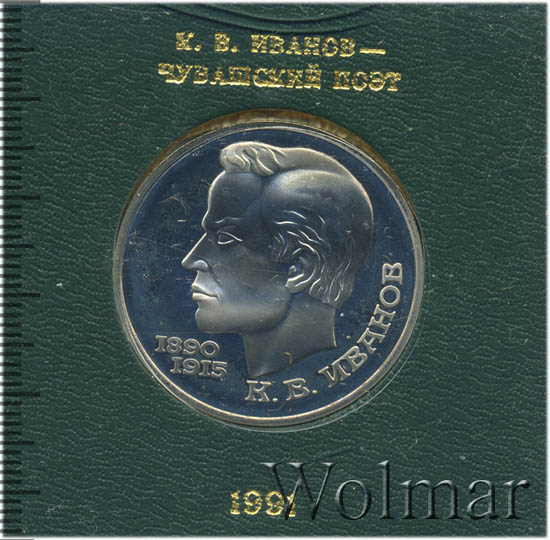 К. В. ИВАНОВ—
ЧУВАШСКИЙ ПОЭТ
1890
1915
К. В. ИВАНОВ
1991
Wolmar